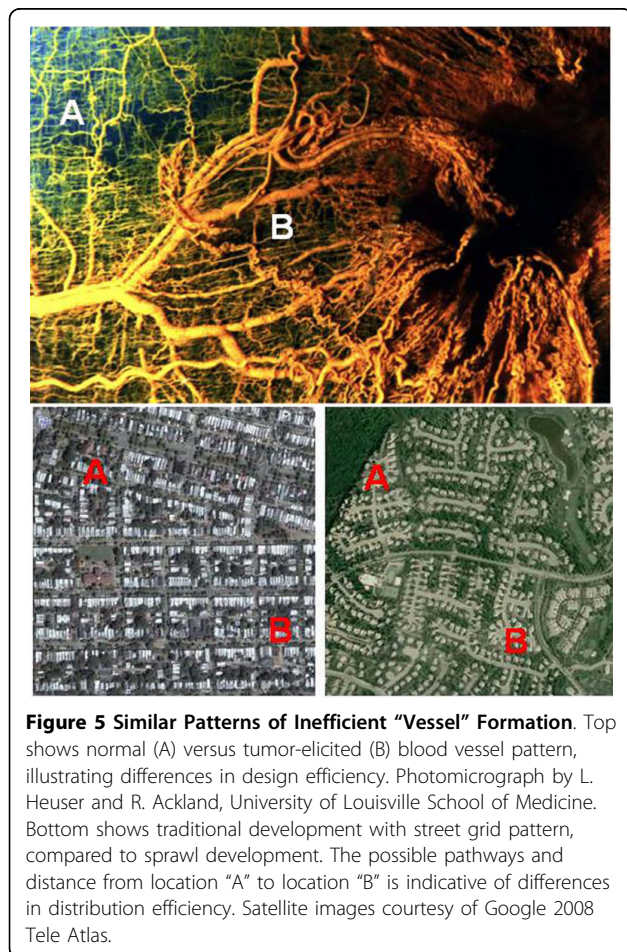 A
B
A
B
A
B
Figure 5 Similar Patterns of Inefficient “Vessel” Formation. Top
shows normal (A) versus tumor-elicited (B) blood vessel pattern,
illustrating differences in design efficiency. Photomicrograph by L.
Heuser and R. Ackland, University of Louisville School of Medicine.
Bottom shows traditional development with street grid pattern,
compared to sprawl development. The possible pathways and
distance from location “A” to location “B” is indicative of differences
in distribution efficiency. Satellite images courtesy of Google 2008
Tele Atlas.